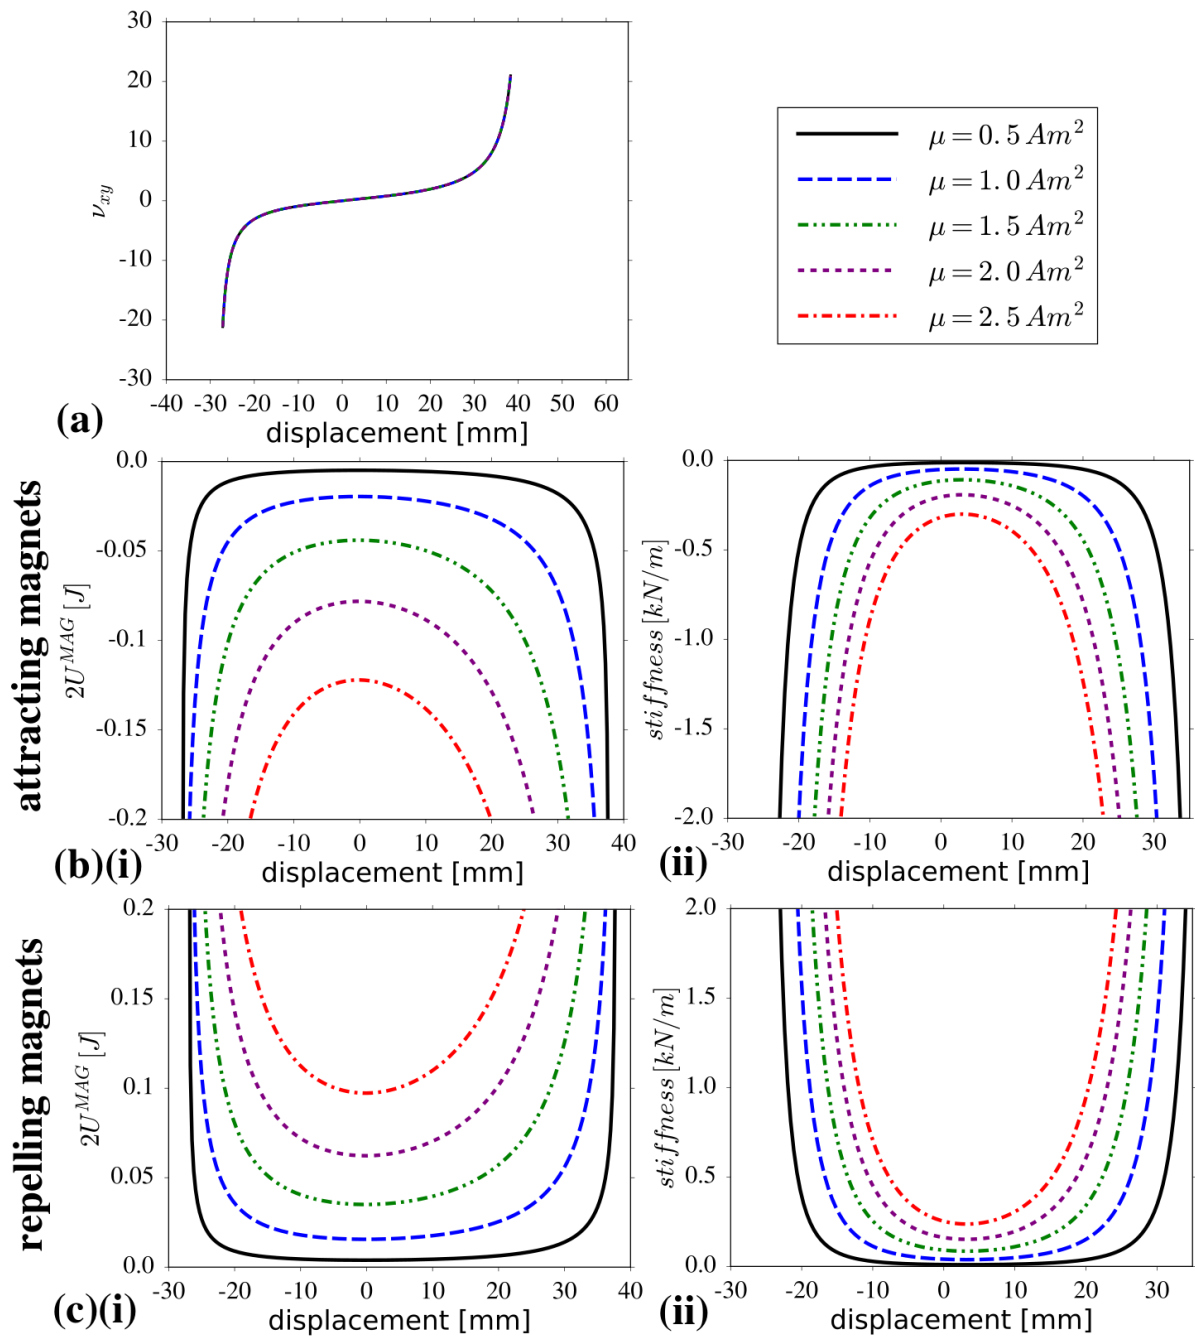 30
20
10
0
-10
-20
-30
ν_xy
-40 -30 -20 -10 0 10 20 30 40 50 60
displacement [mm]
(a)
μ = 0.5 Am²
μ = 1.0 Am²
μ = 1.5 Am²
μ = 2.0 Am²
μ = 2.5 Am²
attracting magnets
0.0
-0.05
-0.1
-0.15
-0.2
2U^MAG [J]
-30 -20 -10 0 10 20 30 40
displacement [mm]
(b)(i)
0.0
-0.5
-1.0
-1.5
-2.0
stiffness [kN/m]
-30 -20 -10 0 10 20 30
displacement [mm]
(ii)
repelling magnets
0.2
0.15
0.1
0.05
0.0
2U^MAG [J]
-30 -20 -10 0 10 20 30 40
displacement [mm]
(c)(i)
2.0
1.5
1.0
0.5
0.0
stiffness [kN/m]
-30 -20 -10 0 10 20 30
displacement [mm]
(ii)